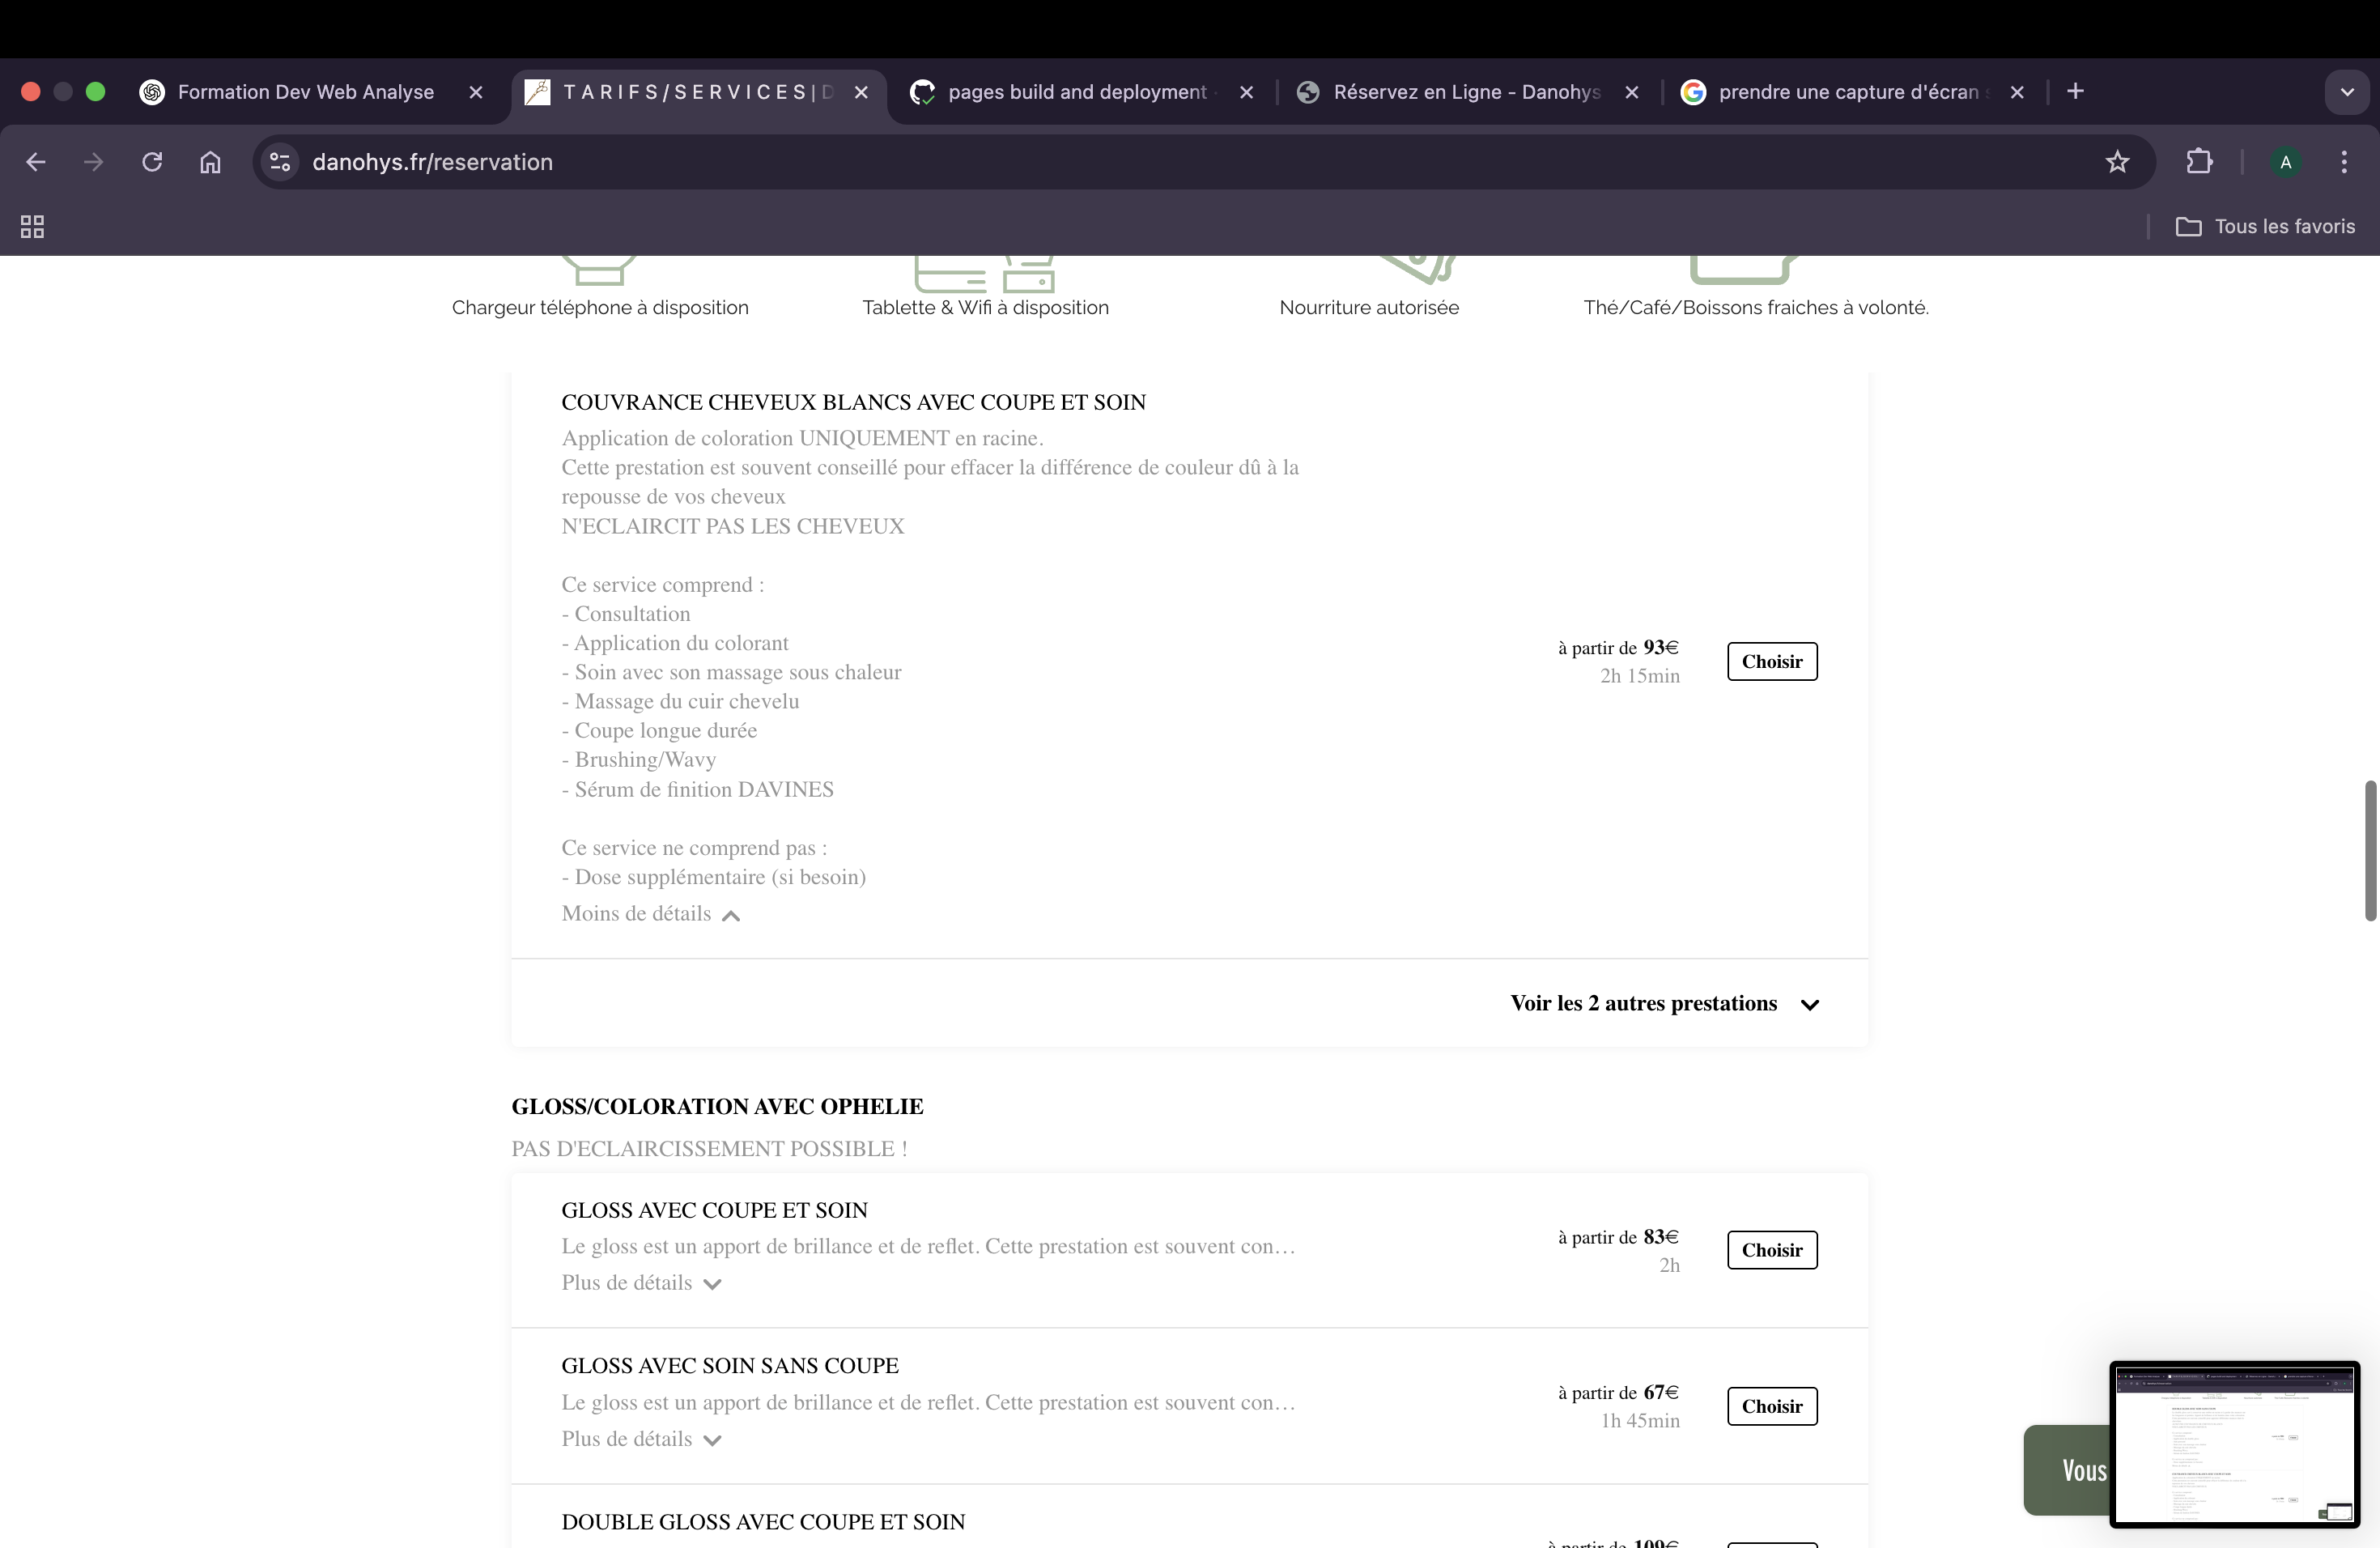 Formation Dev Web Analyse
T A R I F S / S E R V I C E S | D
pages build and deployment
Réservez en Ligne - Danohys
prendre une capture d'écran s
danohys.fr/reservation
A
Tous les favoris
Chargeur téléphone à disposition
Tablette & Wifi à disposition
Nourriture autorisée
Thé/Café/Boissons fraiches à volonté.
COUVRANCE CHEVEUX BLANCS AVEC COUPE ET SOIN
Application de coloration UNIQUEMENT en racine.
Cette prestation est souvent conseillé pour effacer la différence de couleur dû à la
repousse de vos cheveux
N'ECLAIRCIT PAS LES CHEVEUX
Ce service comprend :
- Consultation
- Application du colorant
- Soin avec son massage sous chaleur
- Massage du cuir chevelu
- Coupe longue durée
- Brushing/Wavy
- Sérum de finition DAVINES
à partir de 93€
2h 15min
Choisir
Ce service ne comprend pas :
- Dose supplémentaire (si besoin)
Moins de détails
Voir les 2 autres prestations
GLOSS/COLORATION AVEC OPHELIE
PAS D'ECLAIRCISSEMENT POSSIBLE !
GLOSS AVEC COUPE ET SOIN
Le gloss est un apport de brillance et de reflet. Cette prestation est souvent con…
Plus de détails
à partir de 83€
2h
Choisir
GLOSS AVEC SOIN SANS COUPE
Le gloss est un apport de brillance et de reflet. Cette prestation est souvent con…
Plus de détails
à partir de 67€
1h 45min
Choisir
DOUBLE GLOSS AVEC COUPE ET SOIN
à partir de 109€
Vous